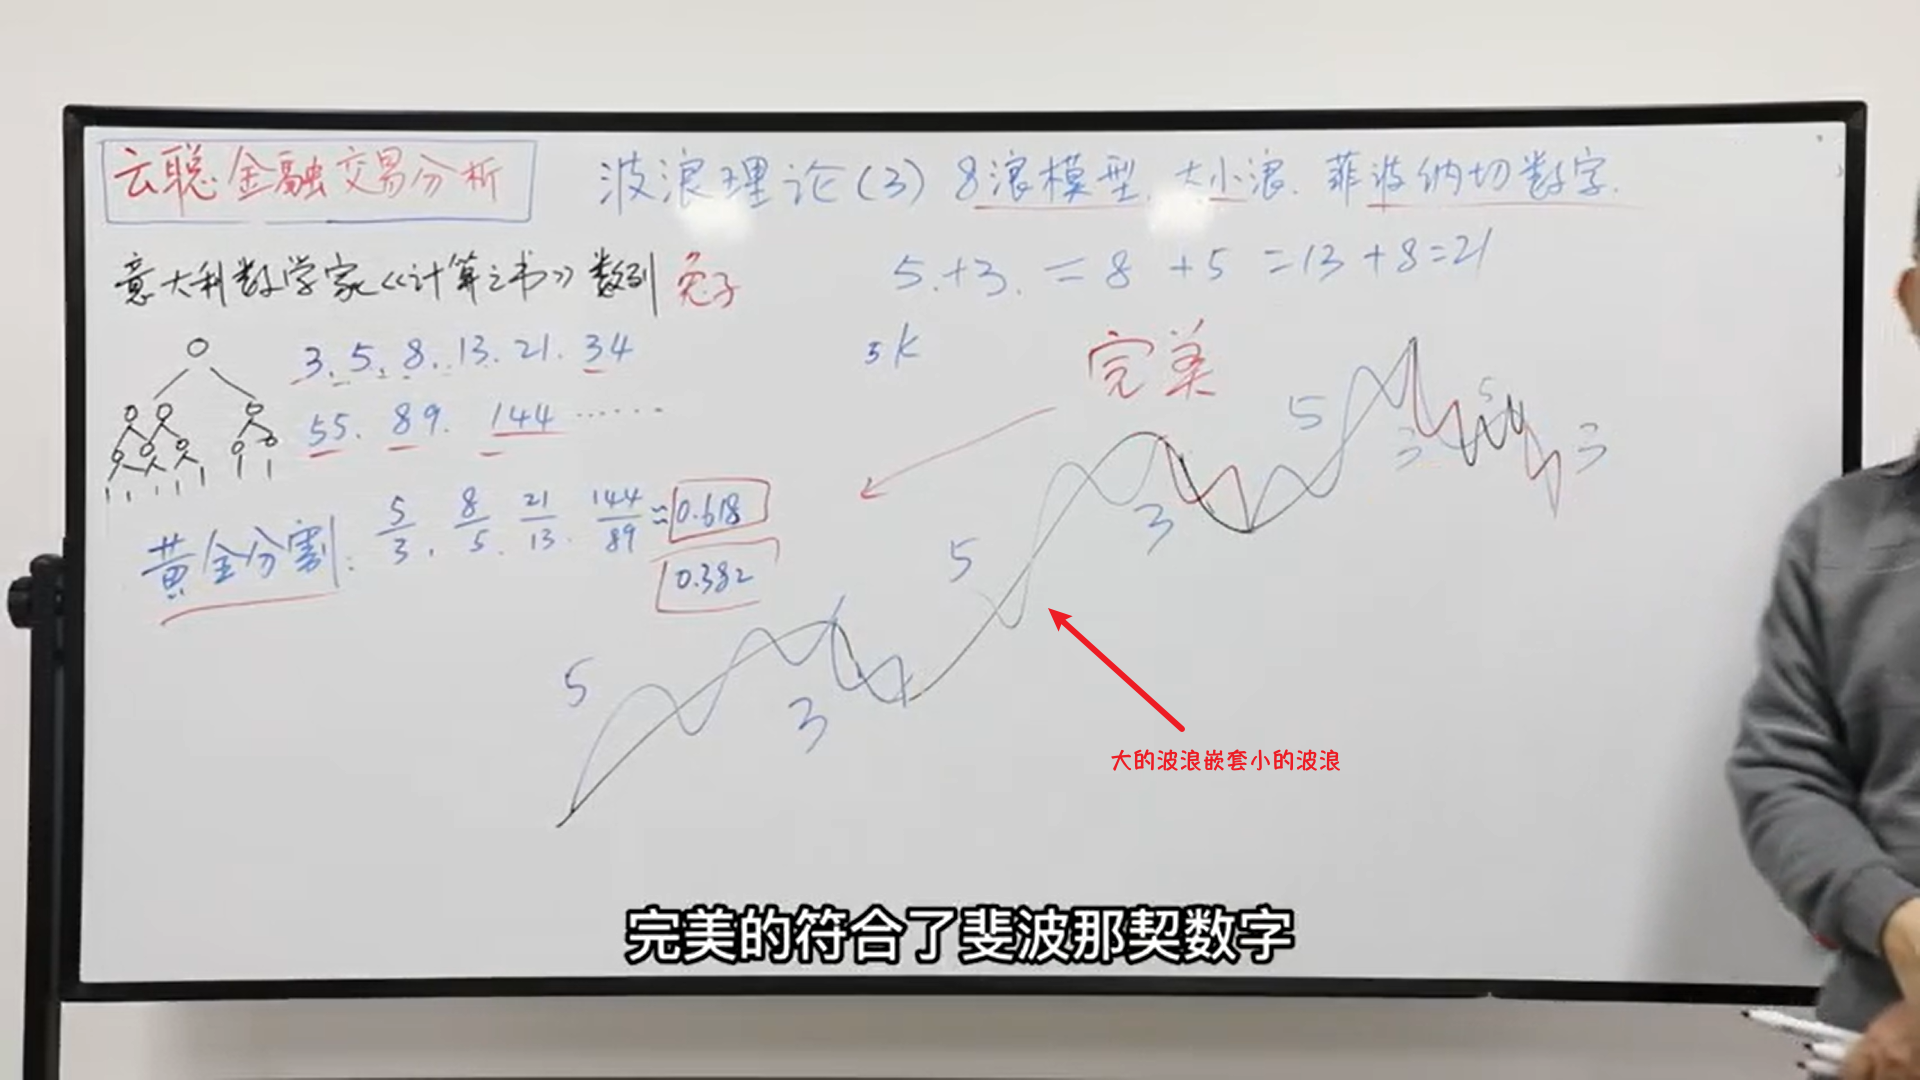 云聪金融交易分析
波浪理论(3) 8浪模型.大小浪.菲波纳切数字.
意大利数学家《计算之书》数列 兔子
5+3=8+5=13+8=21
3.5.8.13.21.34
55.89.144……
5K
完美
黄金分割: 5/3, 8/5, 21/13, 144/89≈0.618
0.382
5
3
5
3
5
3
5
3
大的波浪嵌套小的波浪
完美的符合了斐波那契数字